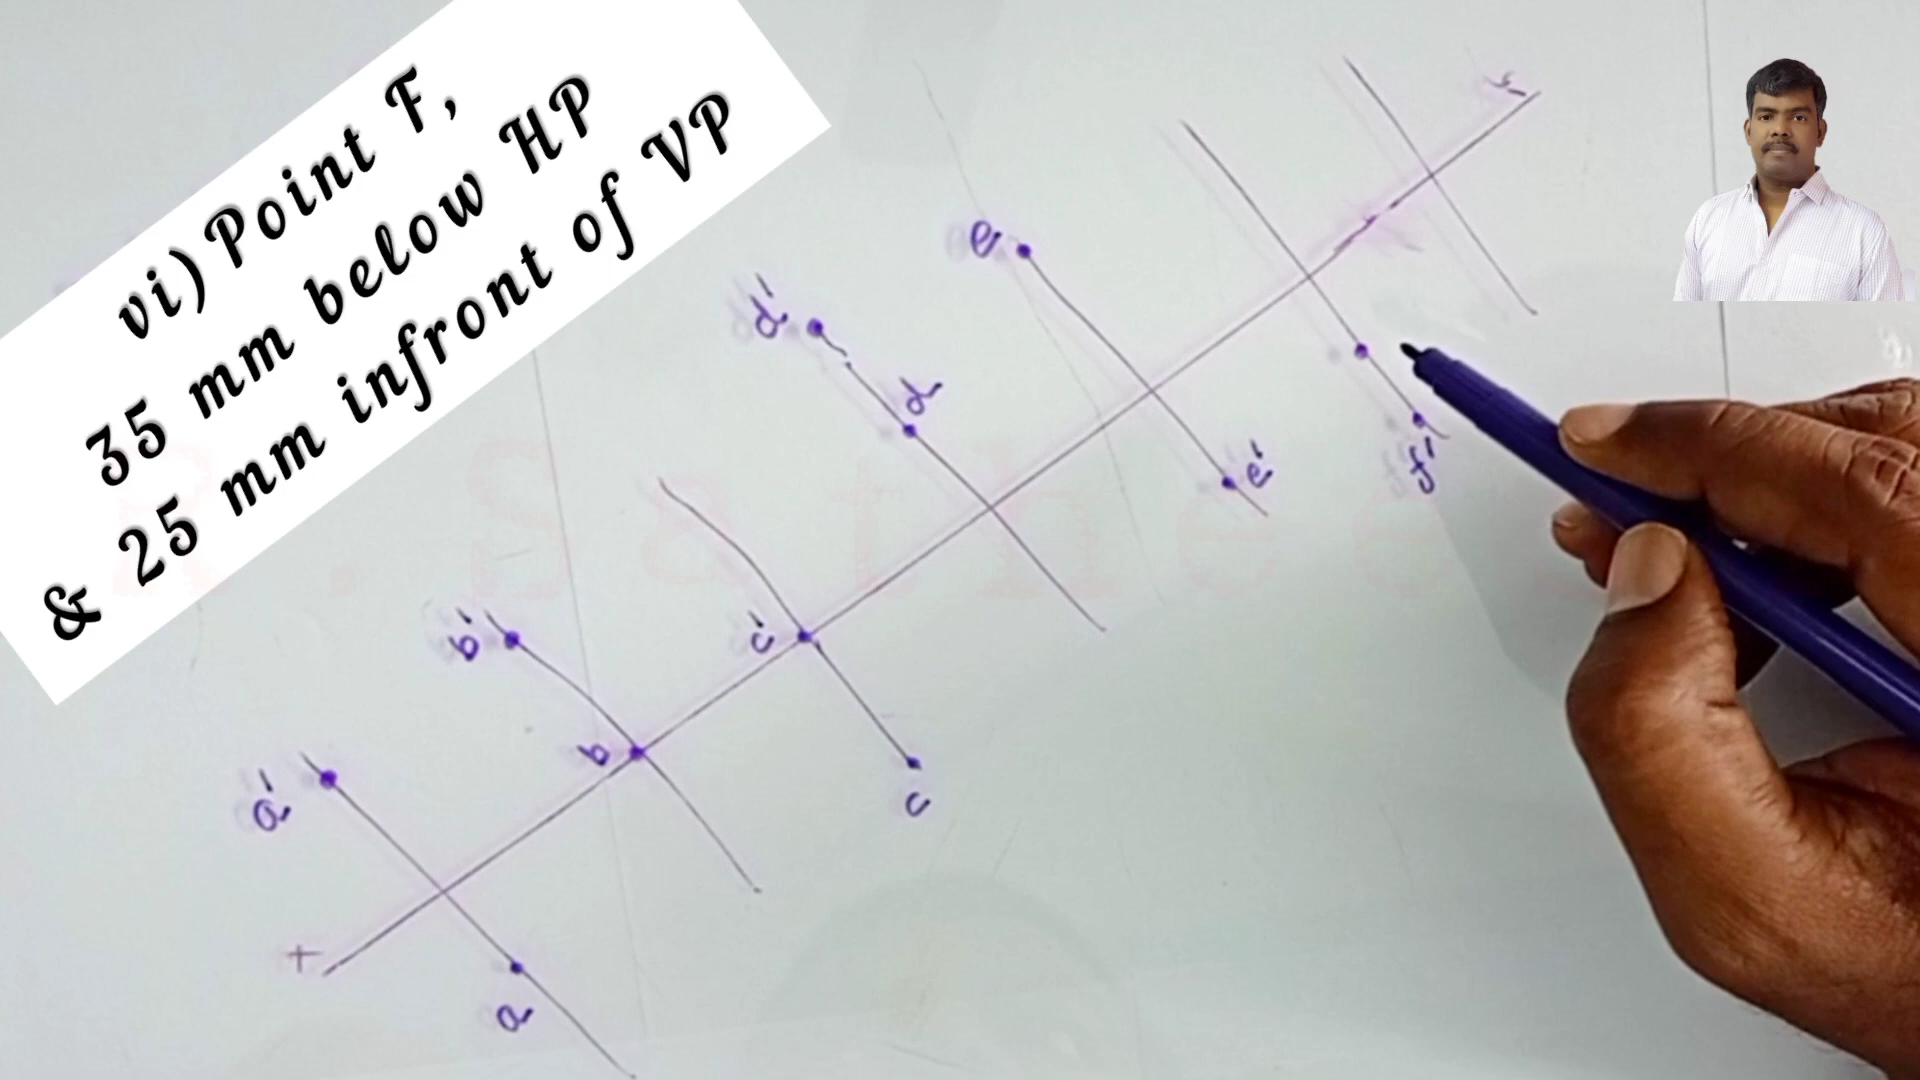 vi) Point F,
35 mm below HP
& 25 mm infront of VP
e
d'
d
e'
f'
b'
c'
b
a'
c
X
a
Y